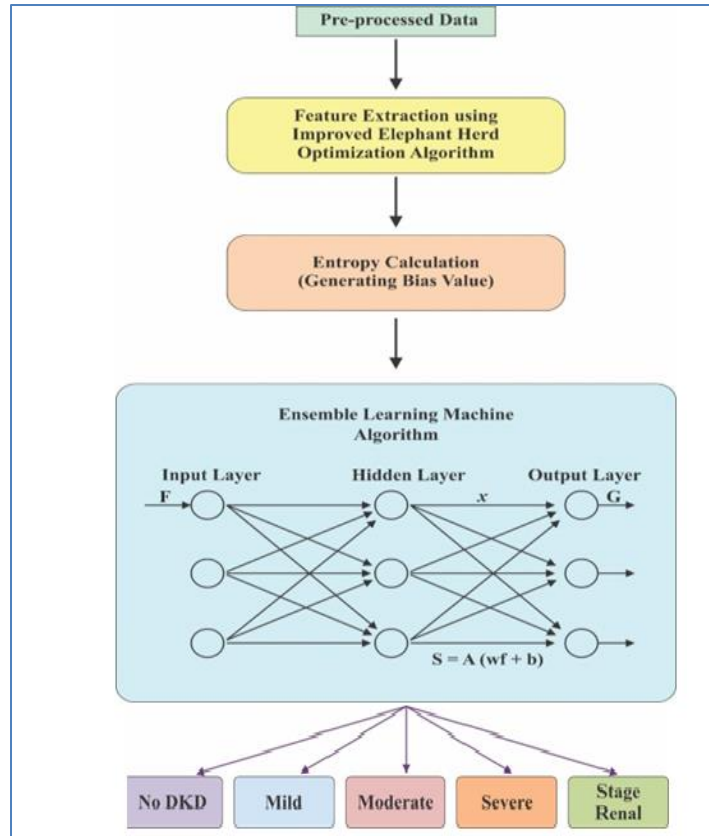 Pre-processed Data
Feature Extraction using
Improved Elephant Herd
Optimization Algorithm
Entropy Calculation
(Generating Bias Value)
Ensemble Learning Machine
Algorithm
Input Layer
Hidden Layer
Output Layer
F
x
G
S = A (wf + b)
No DKD
Mild
Moderate
Severe
Stage
Renal